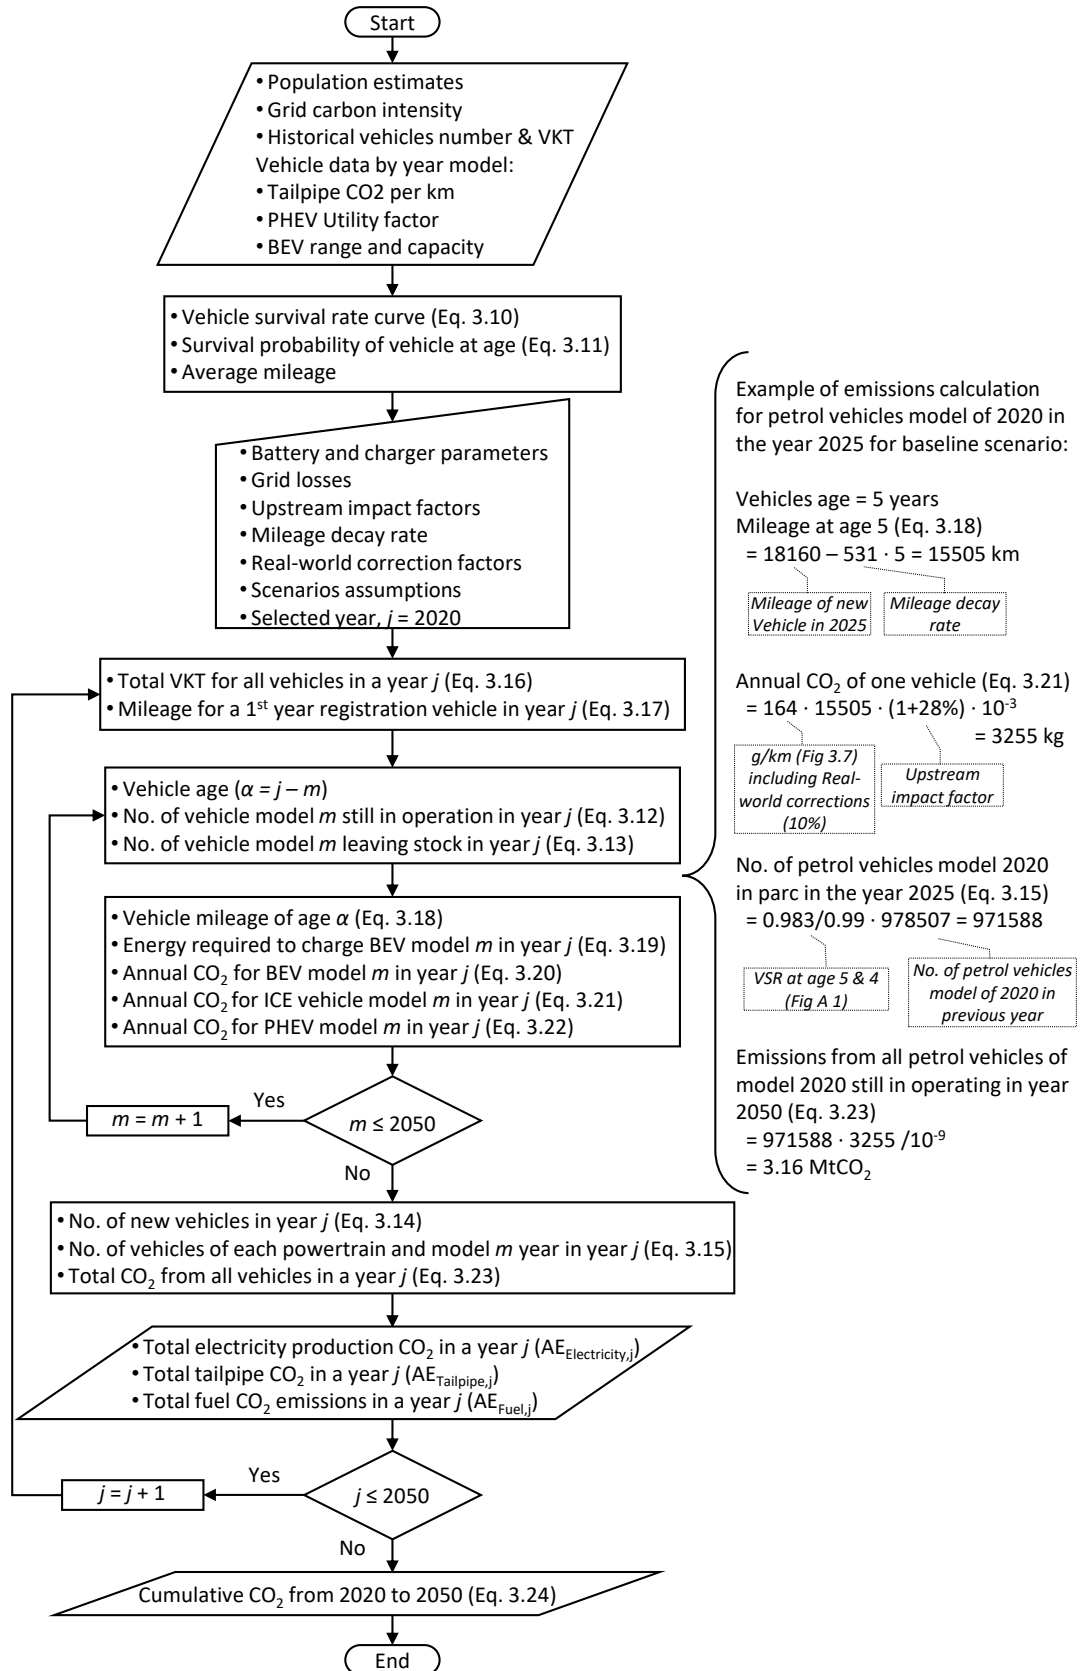 Start
• Population estimates
• Grid carbon intensity
• Historical vehicles number & VKT
Vehicle data by year model:
• Tailpipe CO2 per km
• PHEV Utility factor
• BEV range and capacity
• Vehicle survival rate curve (Eq. 3.10)
• Survival probability of vehicle at age (Eq. 3.11)
• Average mileage
• Battery and charger parameters
• Grid losses
• Upstream impact factors
• Mileage decay rate
• Real-world correction factors
• Scenarios assumptions
• Selected year, j = 2020
• Total VKT for all vehicles in a year j (Eq. 3.16)
• Mileage for a 1st year registration vehicle in year j (Eq. 3.17)
• Vehicle age (α = j – m)
• No. of vehicle model m still in operation in year j (Eq. 3.12)
• No. of vehicle model m leaving stock in year j (Eq. 3.13)
• Vehicle mileage of age α (Eq. 3.18)
• Energy required to charge BEV model m in year j (Eq. 3.19)
• Annual CO2 for BEV model m in year j (Eq. 3.20)
• Annual CO2 for ICE vehicle model m in year j (Eq. 3.21)
• Annual CO2 for PHEV model m in year j (Eq. 3.22)
m = m + 1
Yes
m ≤ 2050
No
• No. of new vehicles in year j (Eq. 3.14)
• No. of vehicles of each powertrain and model m year in year j (Eq. 3.15)
• Total CO2 from all vehicles in a year j (Eq. 3.23)
• Total electricity production CO2 in a year j (AEElectricity,j)
• Total tailpipe CO2 in a year j (AETailpipe,j)
• Total fuel CO2 emissions in a year j (AEFuel,j)
j = j + 1
Yes
j ≤ 2050
No
Cumulative CO2 from 2020 to 2050 (Eq. 3.24)
End
Example of emissions calculation
for petrol vehicles model of 2020 in
the year 2025 for baseline scenario:
Vehicles age = 5 years
Mileage at age 5 (Eq. 3.18)
= 18160 – 531 · 5 = 15505 km
Mileage of new
Vehicle in 2025
Mileage decay
rate
Annual CO2 of one vehicle (Eq. 3.21)
= 164 · 15505 · (1+28%) · 10-3
= 3255 kg
g/km (Fig 3.7)
including Real-
world corrections
(10%)
Upstream
impact factor
No. of petrol vehicles model 2020
in parc in the year 2025 (Eq. 3.15)
= 0.983/0.99 · 978507 = 971588
VSR at age 5 & 4
(Fig A 1)
No. of petrol vehicles
model of 2020 in
previous year
Emissions from all petrol vehicles of
model 2020 still in operating in year
2050 (Eq. 3.23)
= 971588 · 3255 /10-9
= 3.16 MtCO2